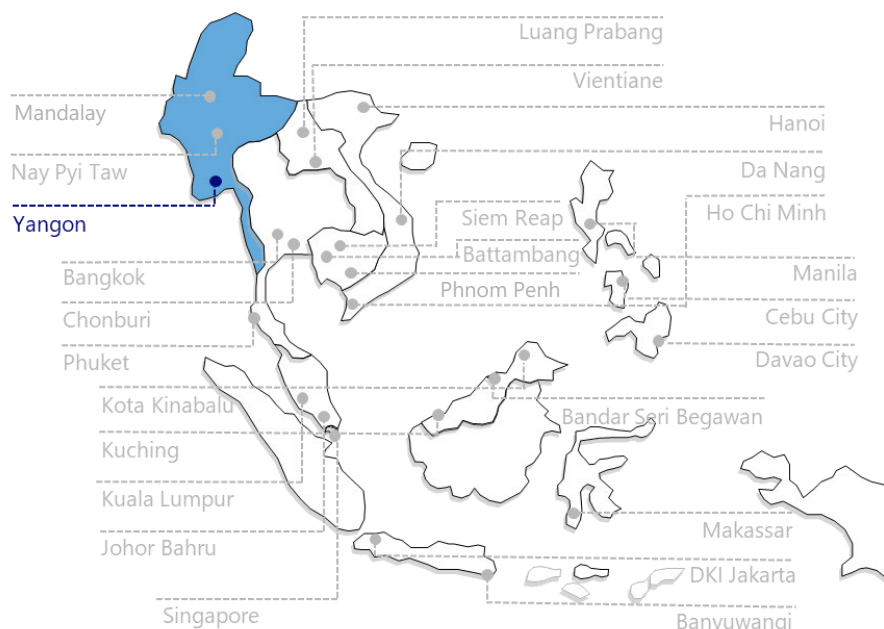 Luang Prabang
Vientiane
Mandalay
Hanoi
Nay Pyi Taw
Da Nang
Yangon
Siem Reap
Ho Chi Minh
Battambang
Bangkok
Manila
Phnom Penh
Chonburi
Cebu City
Phuket
Davao City
Kota Kinabalu
Bandar Seri Begawan
Kuching
Kuala Lumpur
Makassar
Johor Bahru
DKI Jakarta
Singapore
Banyuwangi